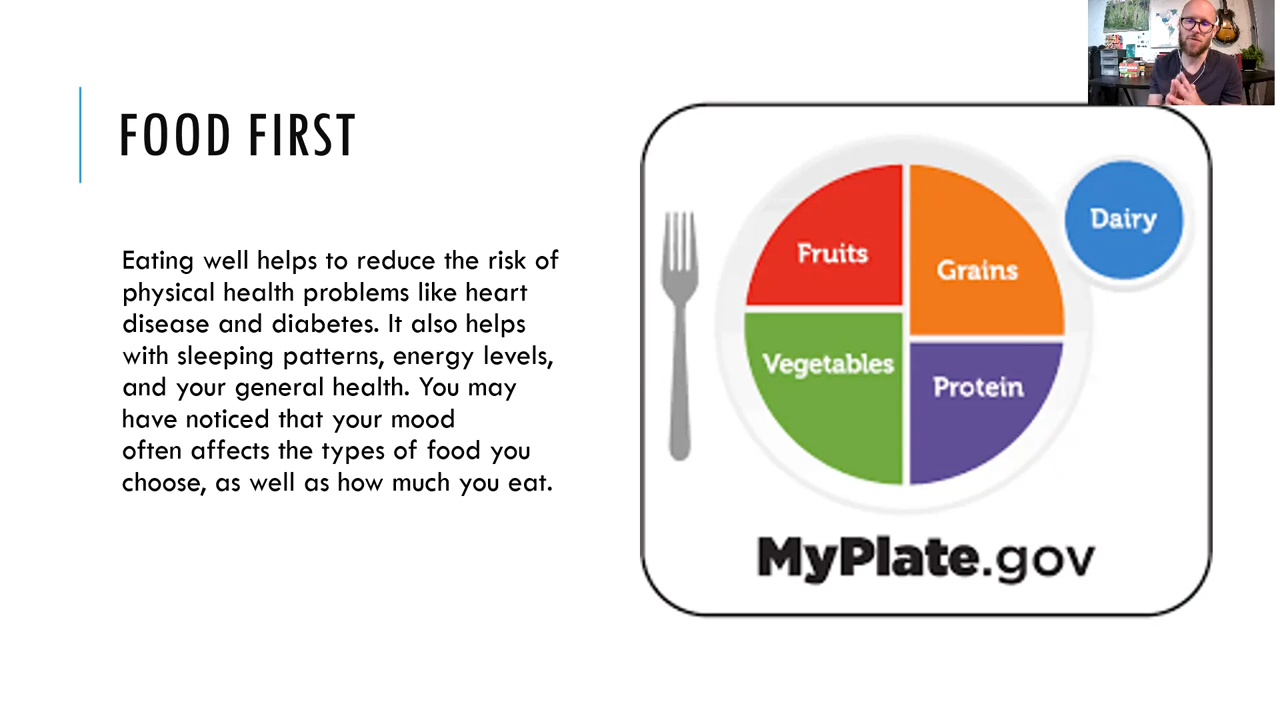 FOOD FIRST
Eating well helps to reduce the risk of
physical health problems like heart
disease and diabetes. It also helps
with sleeping patterns, energy levels,
and your general health. You may
have noticed that your mood
often affects the types of food you
choose, as well as how much you eat.
Fruits
Grains
Dairy
Vegetables
Protein
MyPlate.gov